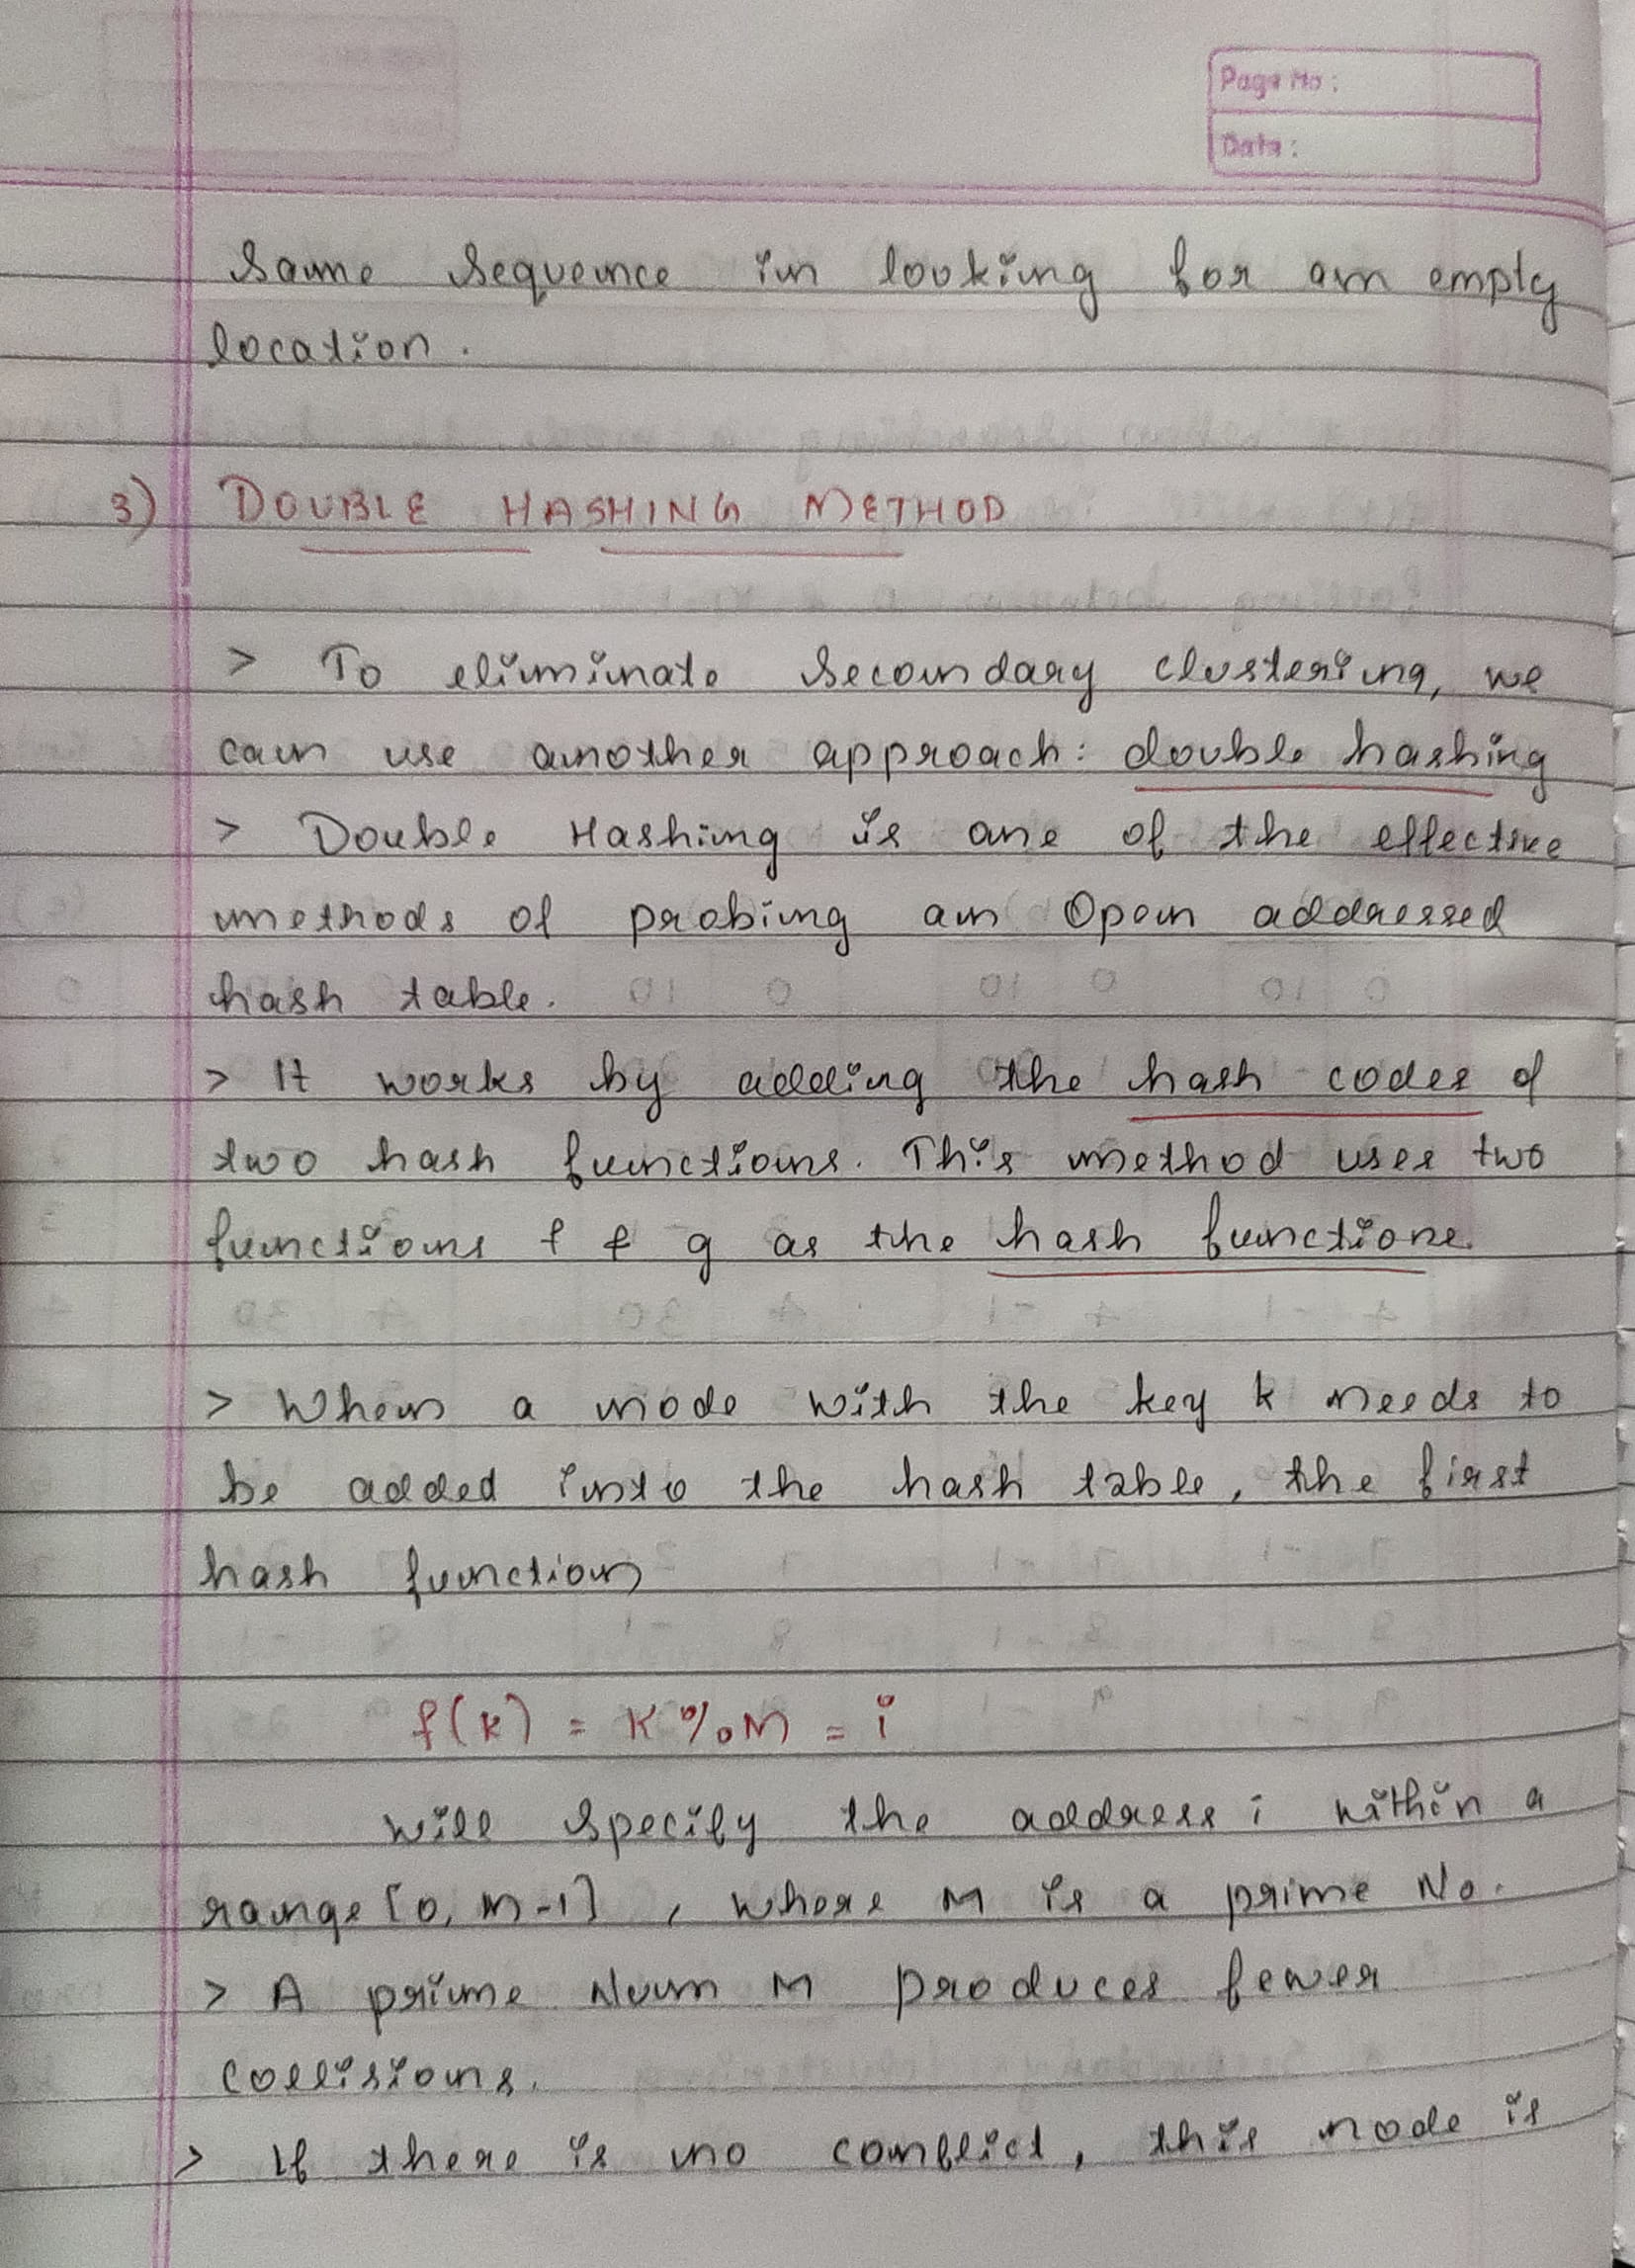 Page No:
Date:
Same sequence in looking for an empty
location.
3) DOUBLE HASHING METHOD
> To eliminate secondary clustering, we
can use another approach: double hashing
> Double Hashing is one of the effective
methods of probing an Open addressed
hash table.
> It works by adding the hash codes of
two hash functions. This method uses two
functions f & g as the hash functions.
> When a node with the key k needs to
be added into the hash table, the first
hash function
f(k) = K % M = i
will specify the address i within a
range [0, M-1] , where M is a prime No.
> A prime Num M produces fewer
collisions.
> If there is no conflict, this node is